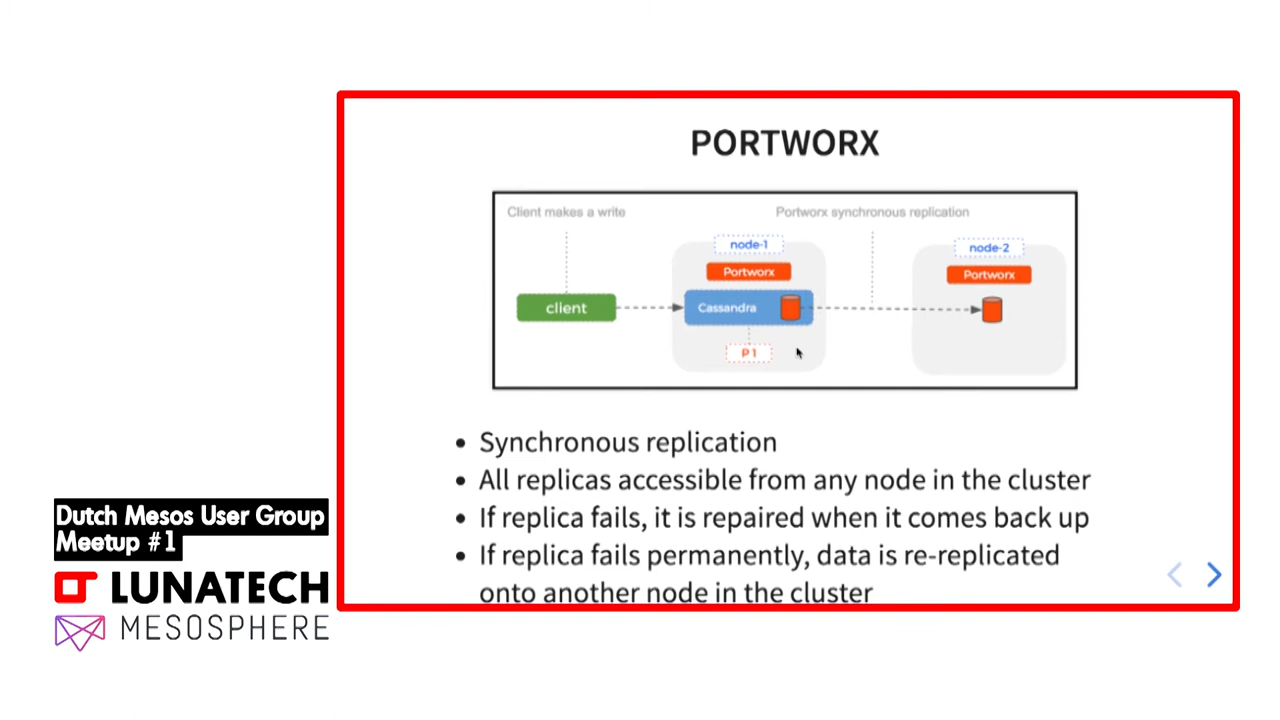 PORTWORX
Client makes a write
Portworx synchronous replication
node-1
node-2
Portworx
Portworx
client
Cassandra
P1
• Synchronous replication
• All replicas accessible from any node in the cluster
• If replica fails, it is repaired when it comes back up
• If replica fails permanently, data is re-replicated
onto another node in the cluster
Dutch Mesos User Group
Meetup #1
LUNATECH
MESOSPHERE